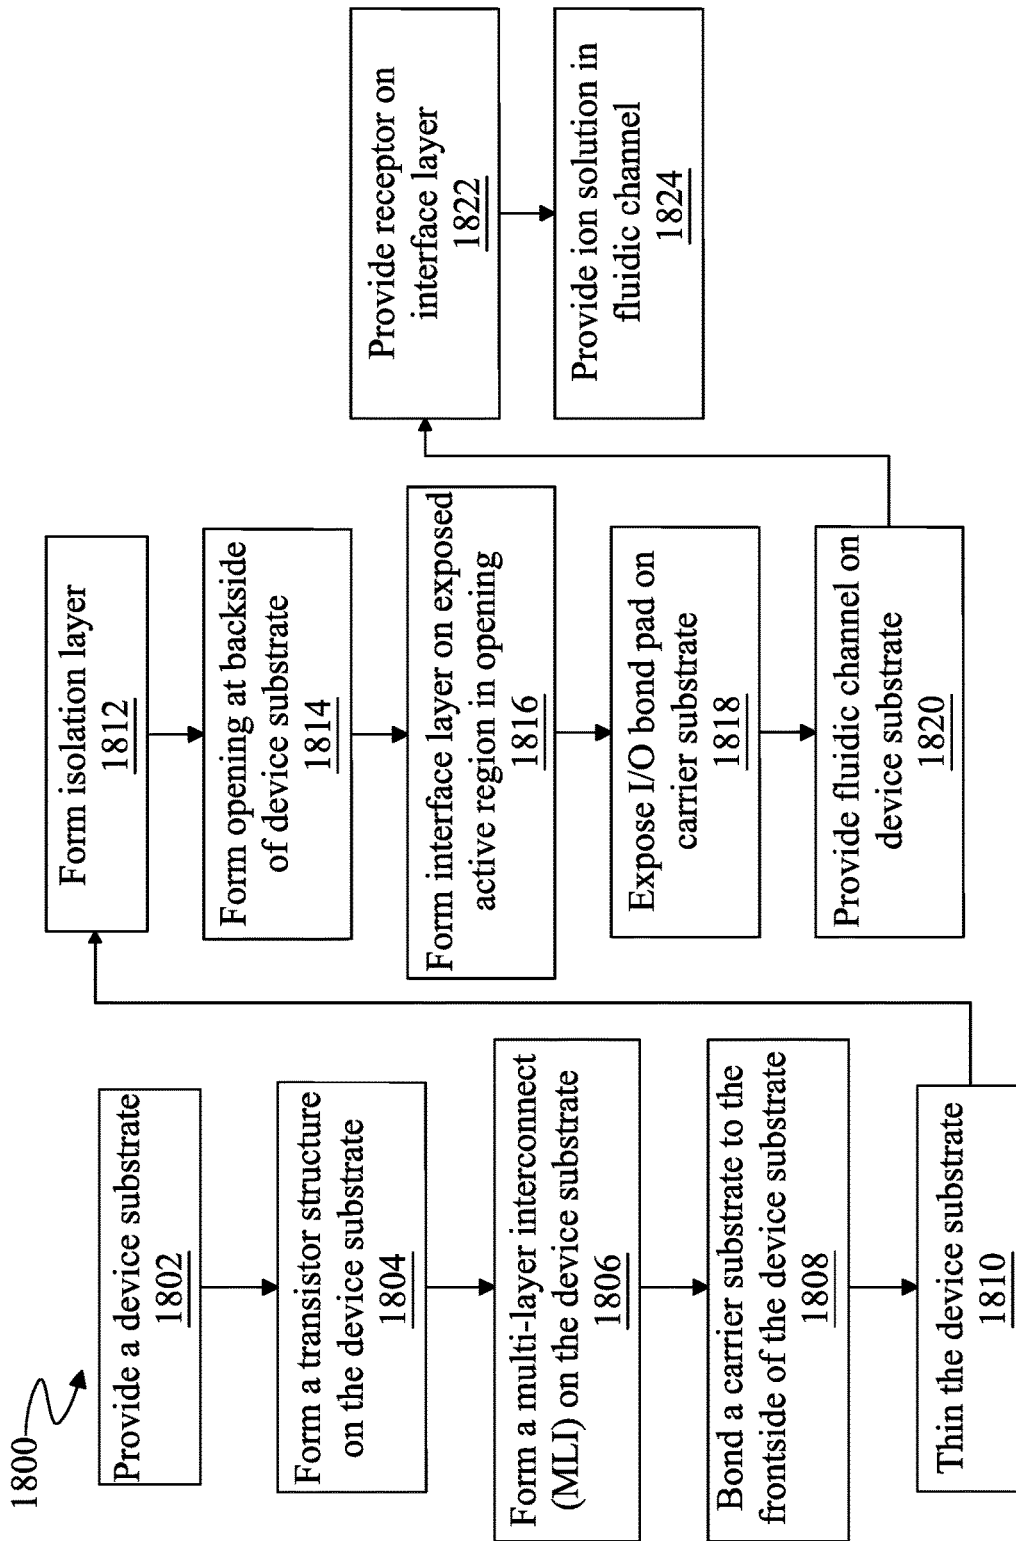 1800
Provide a device substrate
1802
Form a transistor structure
on the device substrate
1804
Form a multi-layer interconnect
(MLI) on the device substrate
1806
Bond a carrier substrate to the
frontside of the device substrate
1808
Thin the device substrate
1810
Form isolation layer
1812
Form opening at backside
of device substrate
1814
Form interface layer on exposed
active region in opening
1816
Expose I/O bond pad on
carrier substrate
1818
Provide fluidic channel on
device substrate
1820
Provide receptor on
interface layer
1822
Provide ion solution in
fluidic channel
1824